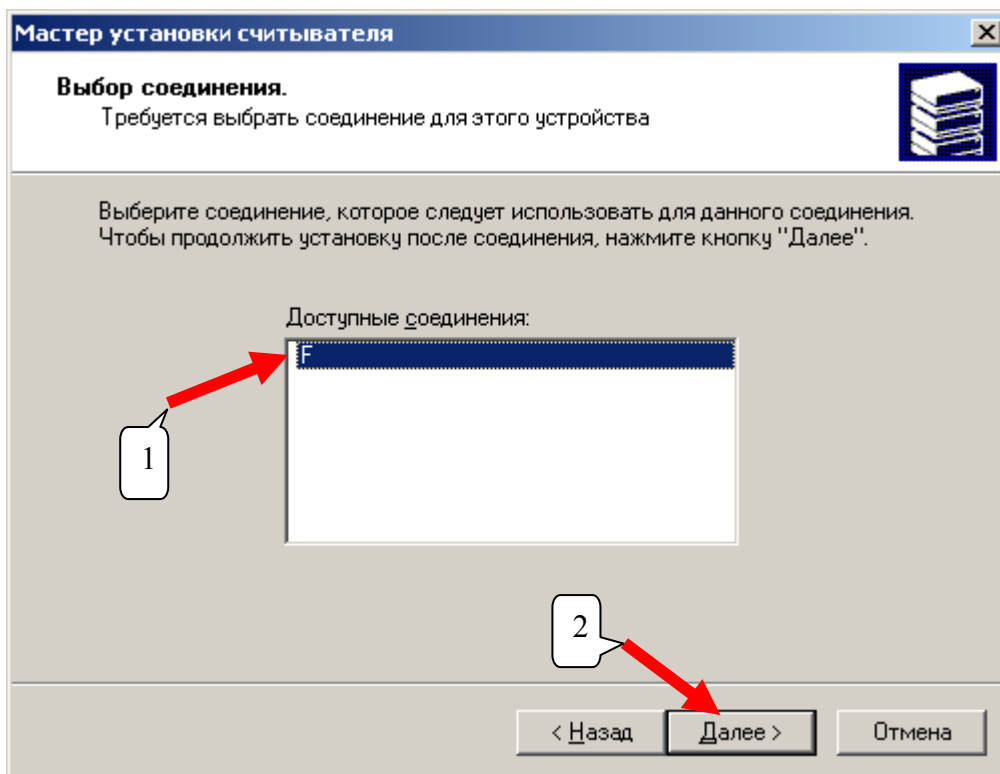 Мастер установки считывателя
Выбор соединения.
Требуется выбрать соединение для этого устройства
Выберите соединение, которое следует использовать для данного соединения.
Чтобы продолжить установку после соединения, нажмите кнопку "Далее".
Доступные соединения:
F
1
2
< Назад Далее > Отмена